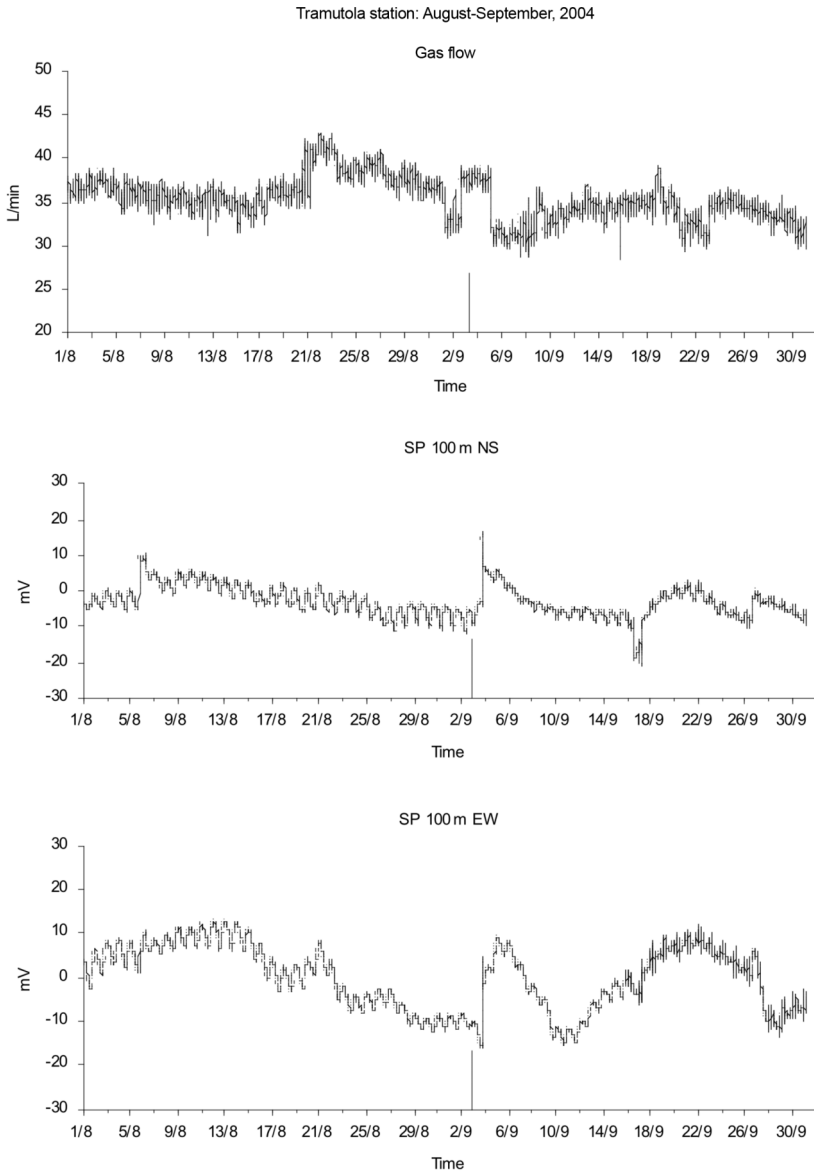 Tramutola station: August-September, 2004
Gas flow
50
45
40
35
30
25
20
L/min
1/8 5/8 9/8 13/8 17/8 21/8 25/8 29/8 2/9 6/9 10/9 14/9 18/9 22/9 26/9 30/9
Time
SP 100 m NS
30
20
10
0
-10
-20
-30
mV
1/8 5/8 9/8 13/8 17/8 21/8 25/8 29/8 2/9 6/9 10/9 14/9 18/9 22/9 26/9 30/9
Time
SP 100 m EW
30
20
10
0
-10
-20
-30
mV
1/8 5/8 9/8 13/8 17/8 21/8 25/8 29/8 2/9 6/9 10/9 14/9 18/9 22/9 26/9 30/9
Time